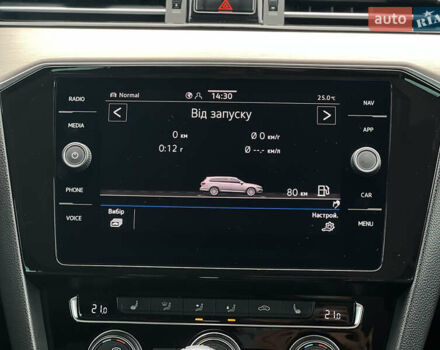 auto RIA
RADIO
MEDIA
PHONE
VOICE
NAV
APP
CAR
MENU
Normal
14:30
25.0
Від запуску
0 км
Ø 0 км/г
0:12 г
Ø --,- км/л
80 км
Вибір
Настрой.
21.0
21.0